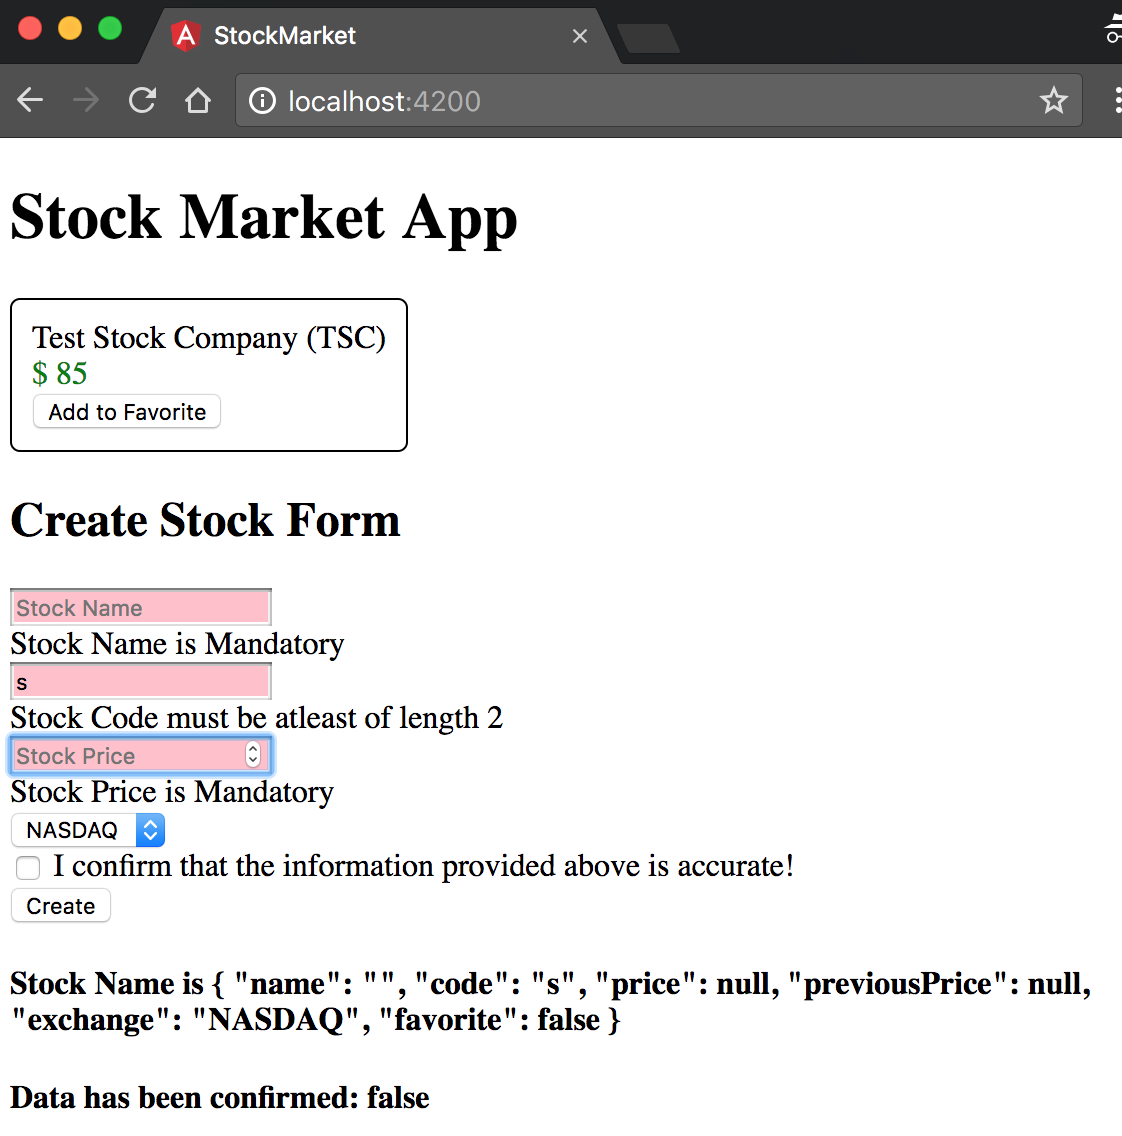 StockMarket
localhost:4200
Stock Market App
Test Stock Company (TSC)
$ 85
Add to Favorite
Create Stock Form
Stock Name
Stock Name is Mandatory
s
Stock Code must be atleast of length 2
Stock Price
Stock Price is Mandatory
NASDAQ
I confirm that the information provided above is accurate!
Create
Stock Name is { "name": "", "code": "s", "price": null, "previousPrice": null,
"exchange": "NASDAQ", "favorite": false }
Data has been confirmed: false